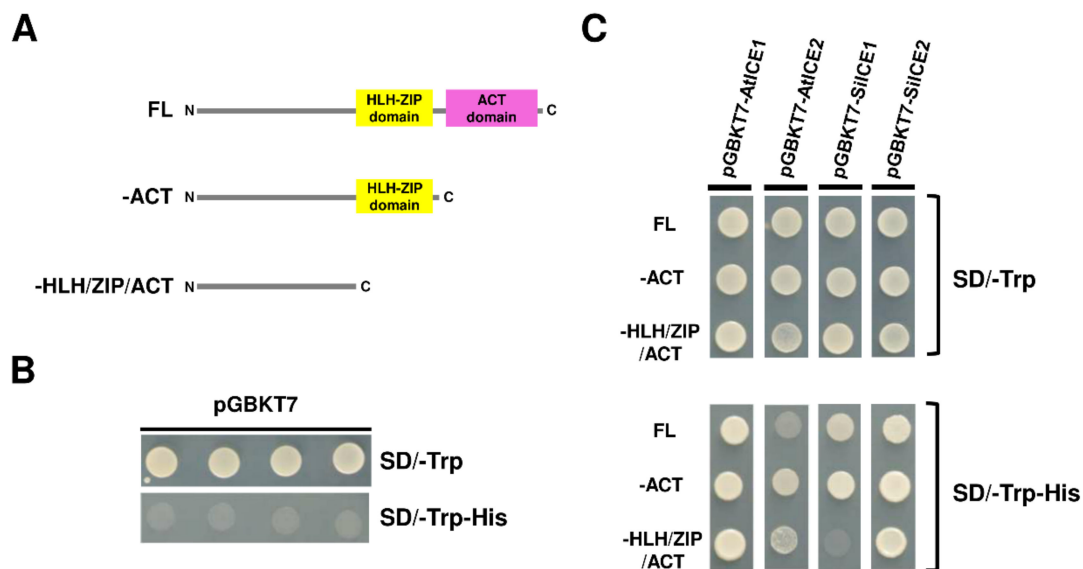 A
FL N HLH-ZIP domain ACT domain C
-ACT N HLH-ZIP domain C
-HLH/ZIP/ACT N C
B
pGBKT7
SD/-Trp
SD/-Trp-His
C
pGBKT7-AtICE1
pGBKT7-AtICE2
pGBKT7-SlICE1
pGBKT7-SlICE2
FL
-ACT
-HLH/ZIP
/ACT
SD/-Trp
FL
-ACT
-HLH/ZIP
/ACT
SD/-Trp-His